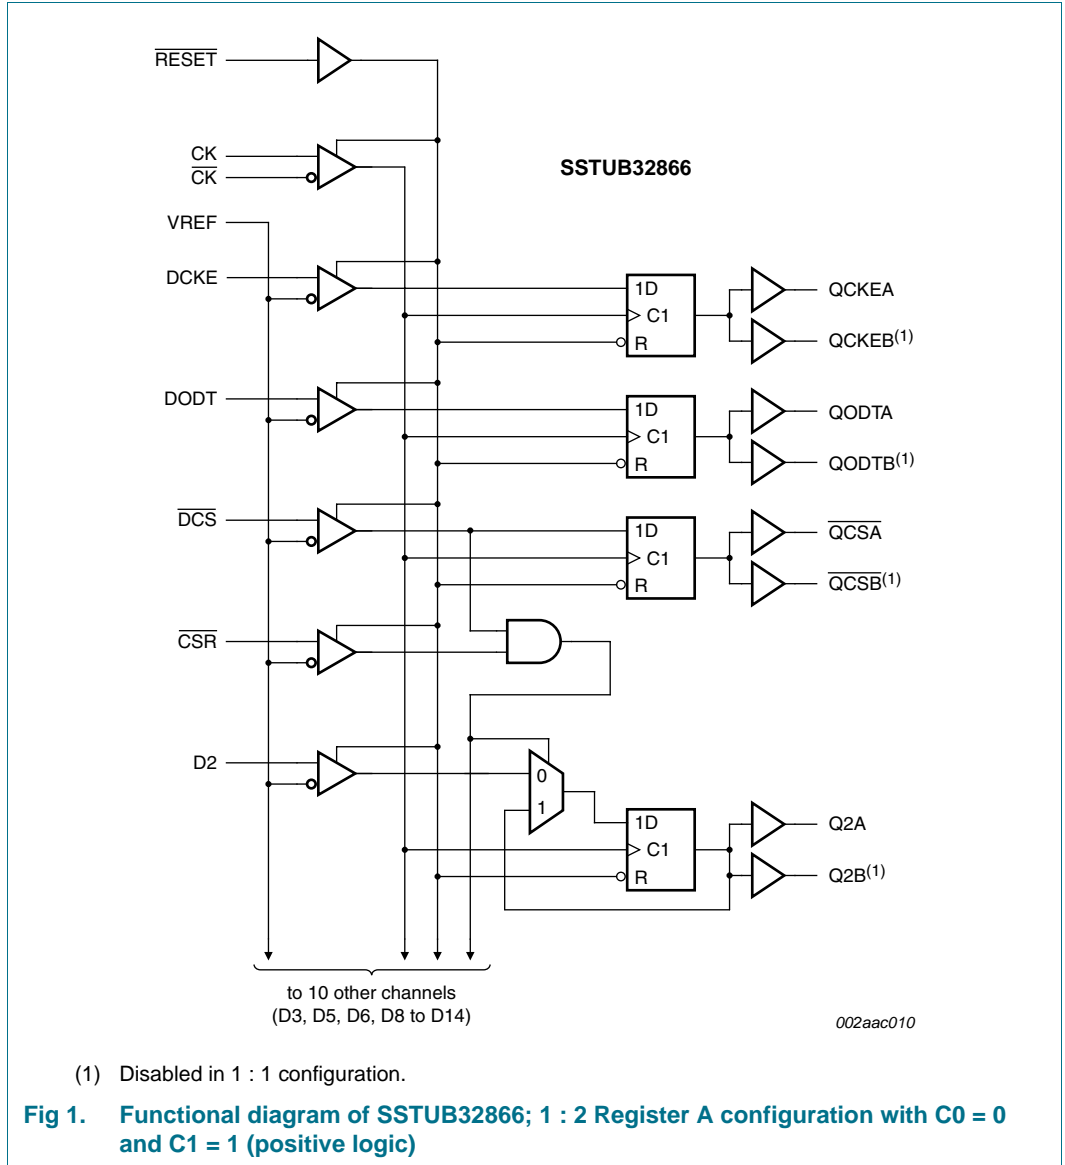 RESET
CK
CK
SSTUB32866
VREF
DCKE
1D
C1
R
QCKEA
QCKEB(1)
DODT
1D
C1
R
QODTA
QODTB(1)
DCS
1D
C1
R
QCSA
QCSB(1)
CSR
D2
0
1
1D
C1
R
Q2A
Q2B(1)
to 10 other channels
(D3, D5, D6, D8 to D14)
002aac010
(1) Disabled in 1 : 1 configuration.
Fig 1. Functional diagram of SSTUB32866; 1 : 2 Register A configuration with C0 = 0
and C1 = 1 (positive logic)